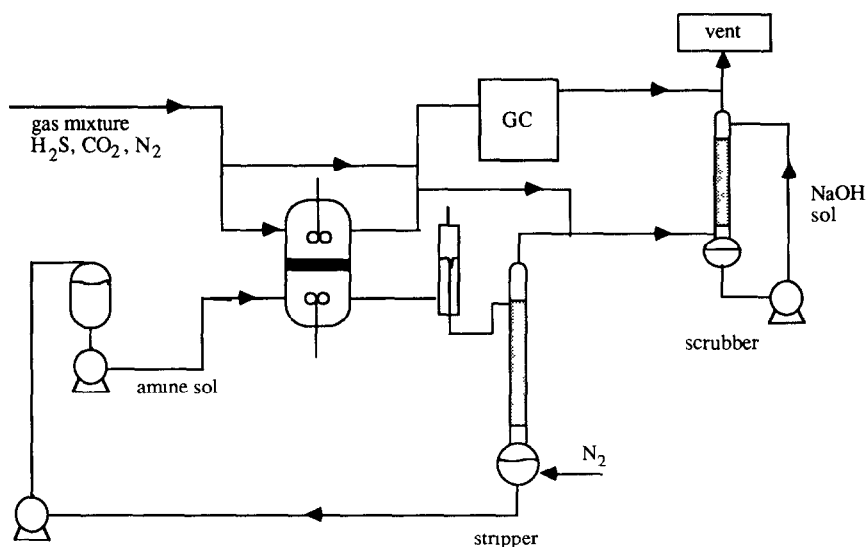 vent
gas mixture
H₂S, CO₂, N₂
GC
NaOH
sol
scrubber
amine sol
N₂
stripper